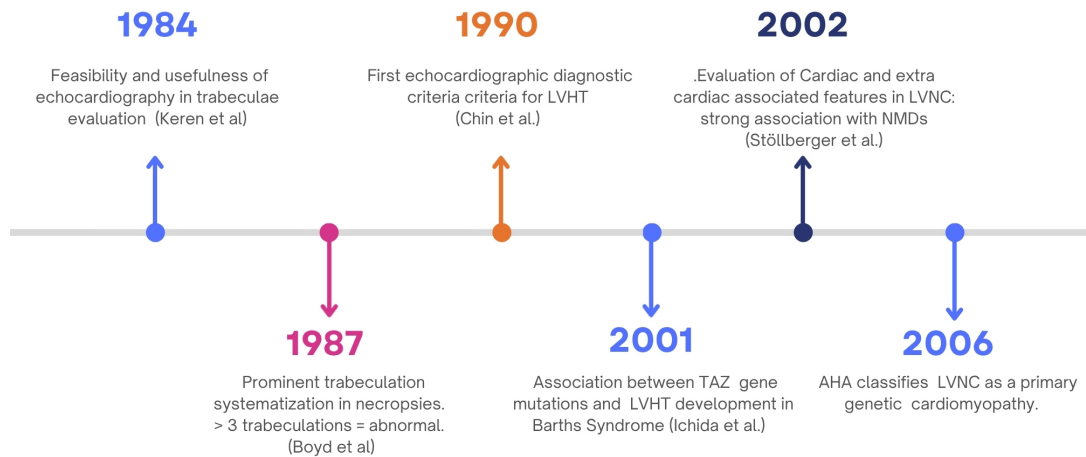 1984
Feasibility and usefulness of
echocardiography in trabeculae
evaluation (Keren et al)
1990
First echocardiographic diagnostic
criteria criteria for LVHT
(Chin et al.)
2002
.Evaluation of Cardiac and extra
cardiac associated features in LVNC:
strong association with NMDs
(Stöllberger et al.)
1987
Prominent trabeculation
systematization in necropsies.
> 3 trabeculations = abnormal.
(Boyd et al)
2001
Association between TAZ gene
mutations and LVHT development in
Barths Syndrome (Ichida et al.)
2006
AHA classifies LVNC as a primary
genetic cardiomyopathy.